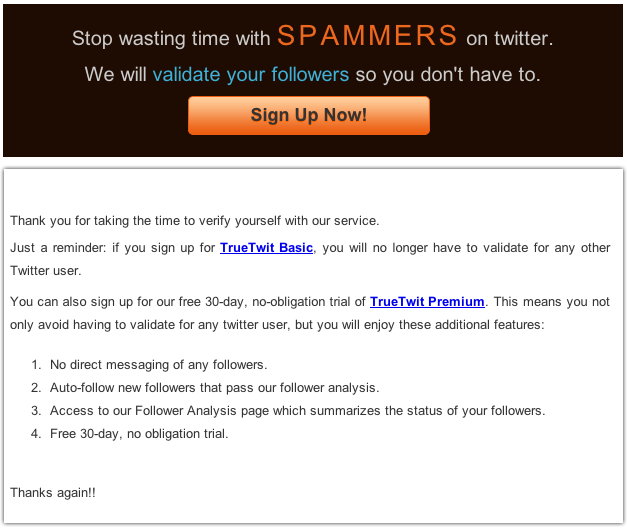 Stop wasting time with SPAMMERS on twitter.
We will validate your followers so you don't have to.
Sign Up Now!
Thank you for taking the time to verify yourself with our service.
Just a reminder: if you sign up for TrueTwit Basic, you will no longer have to validate for any other
Twitter user.
You can also sign up for our free 30-day, no-obligation trial of TrueTwit Premium. This means you not
only avoid having to validate for any twitter user, but you will enjoy these additional features:
1. No direct messaging of any followers.
2. Auto-follow new followers that pass our follower analysis.
3. Access to our Follower Analysis page which summarizes the status of your followers.
4. Free 30-day, no obligation trial.
Thanks again!!